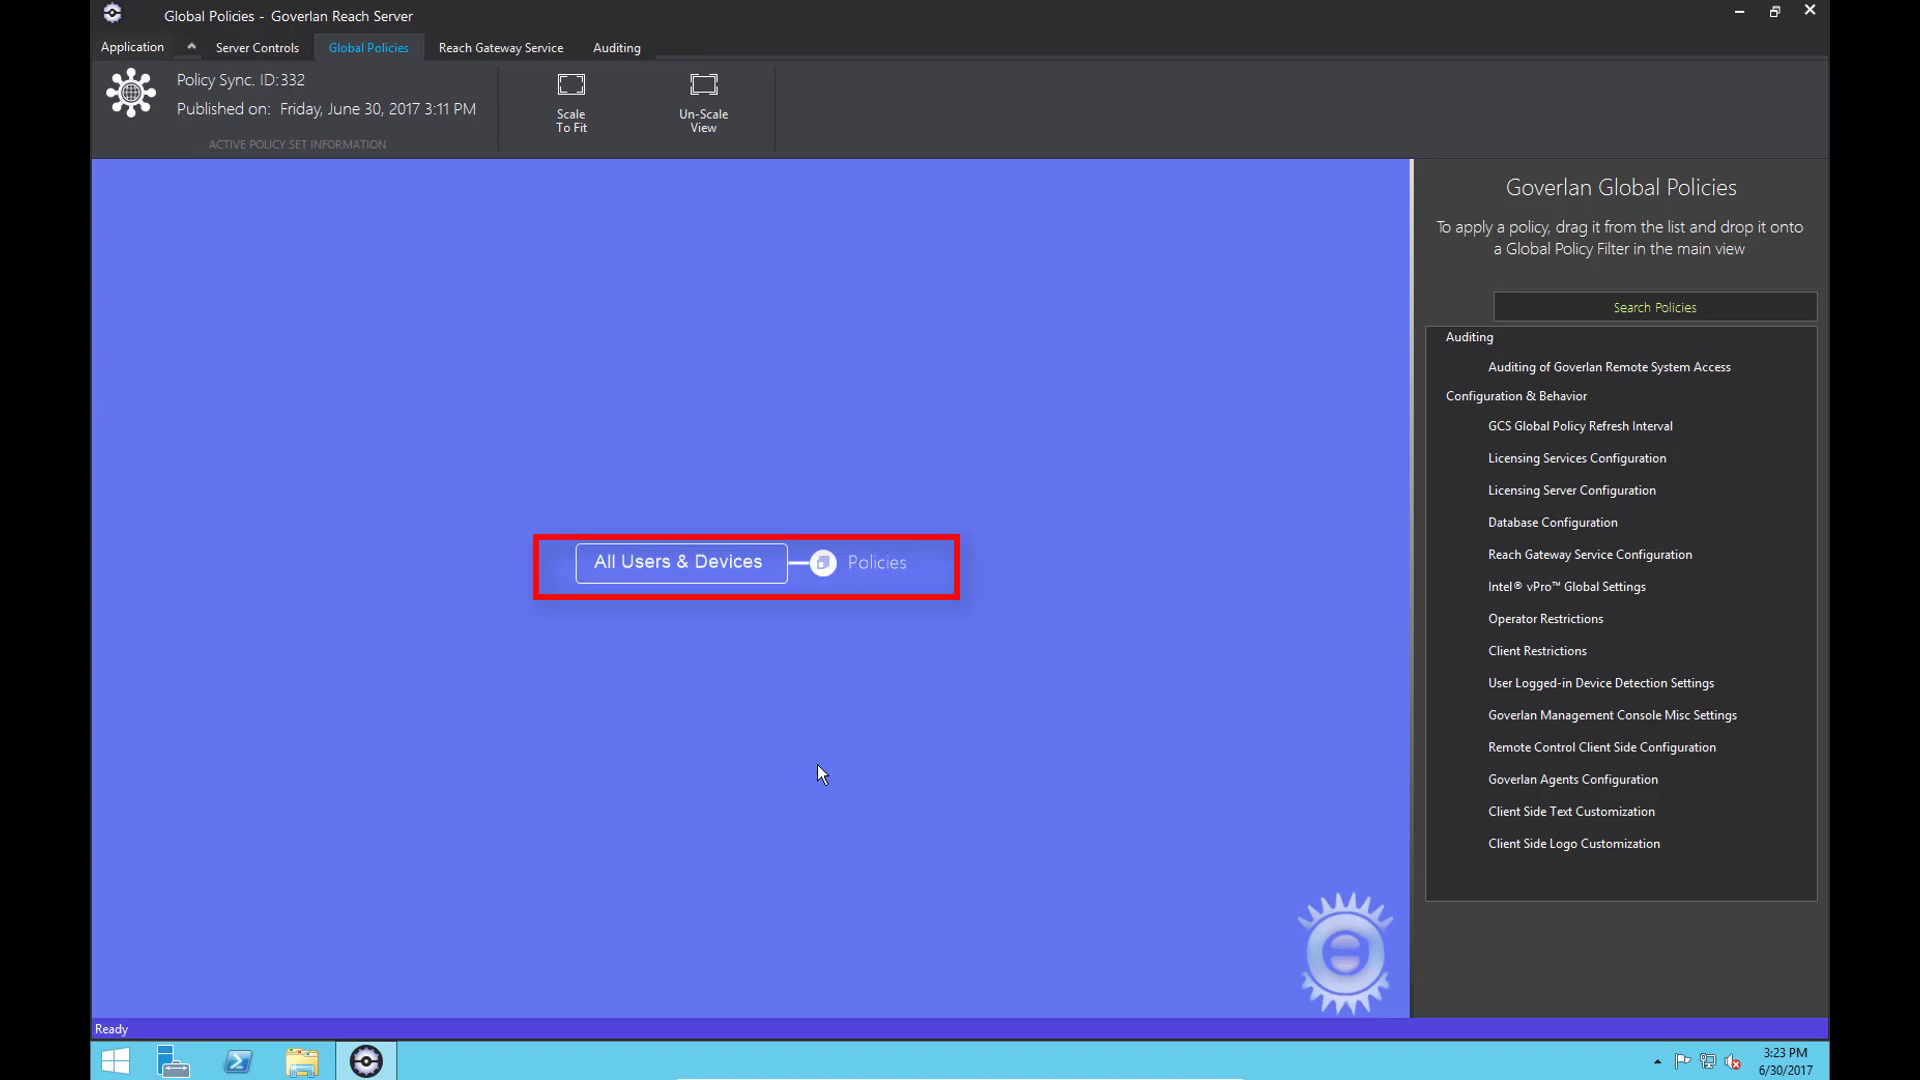 Global Policies - Goverlan Reach Server
Application
Server Controls
Global Policies
Reach Gateway Service
Auditing
Policy Sync. ID:332
Published on: Friday, June 30, 2017 3:11 PM
ACTIVE POLICY SET INFORMATION
Scale
To Fit
Un-Scale
View
All Users & Devices
Policies
Goverlan Global Policies
To apply a policy, drag it from the list and drop it onto
a Global Policy Filter in the main view
Search Policies
Auditing
Auditing of Goverlan Remote System Access
Configuration & Behavior
GCS Global Policy Refresh Interval
Licensing Services Configuration
Licensing Server Configuration
Database Configuration
Reach Gateway Service Configuration
Intel® vPro™ Global Settings
Operator Restrictions
Client Restrictions
User Logged-in Device Detection Settings
Goverlan Management Console Misc Settings
Remote Control Client Side Configuration
Goverlan Agents Configuration
Client Side Text Customization
Client Side Logo Customization
Ready
3:23 PM
6/30/2017